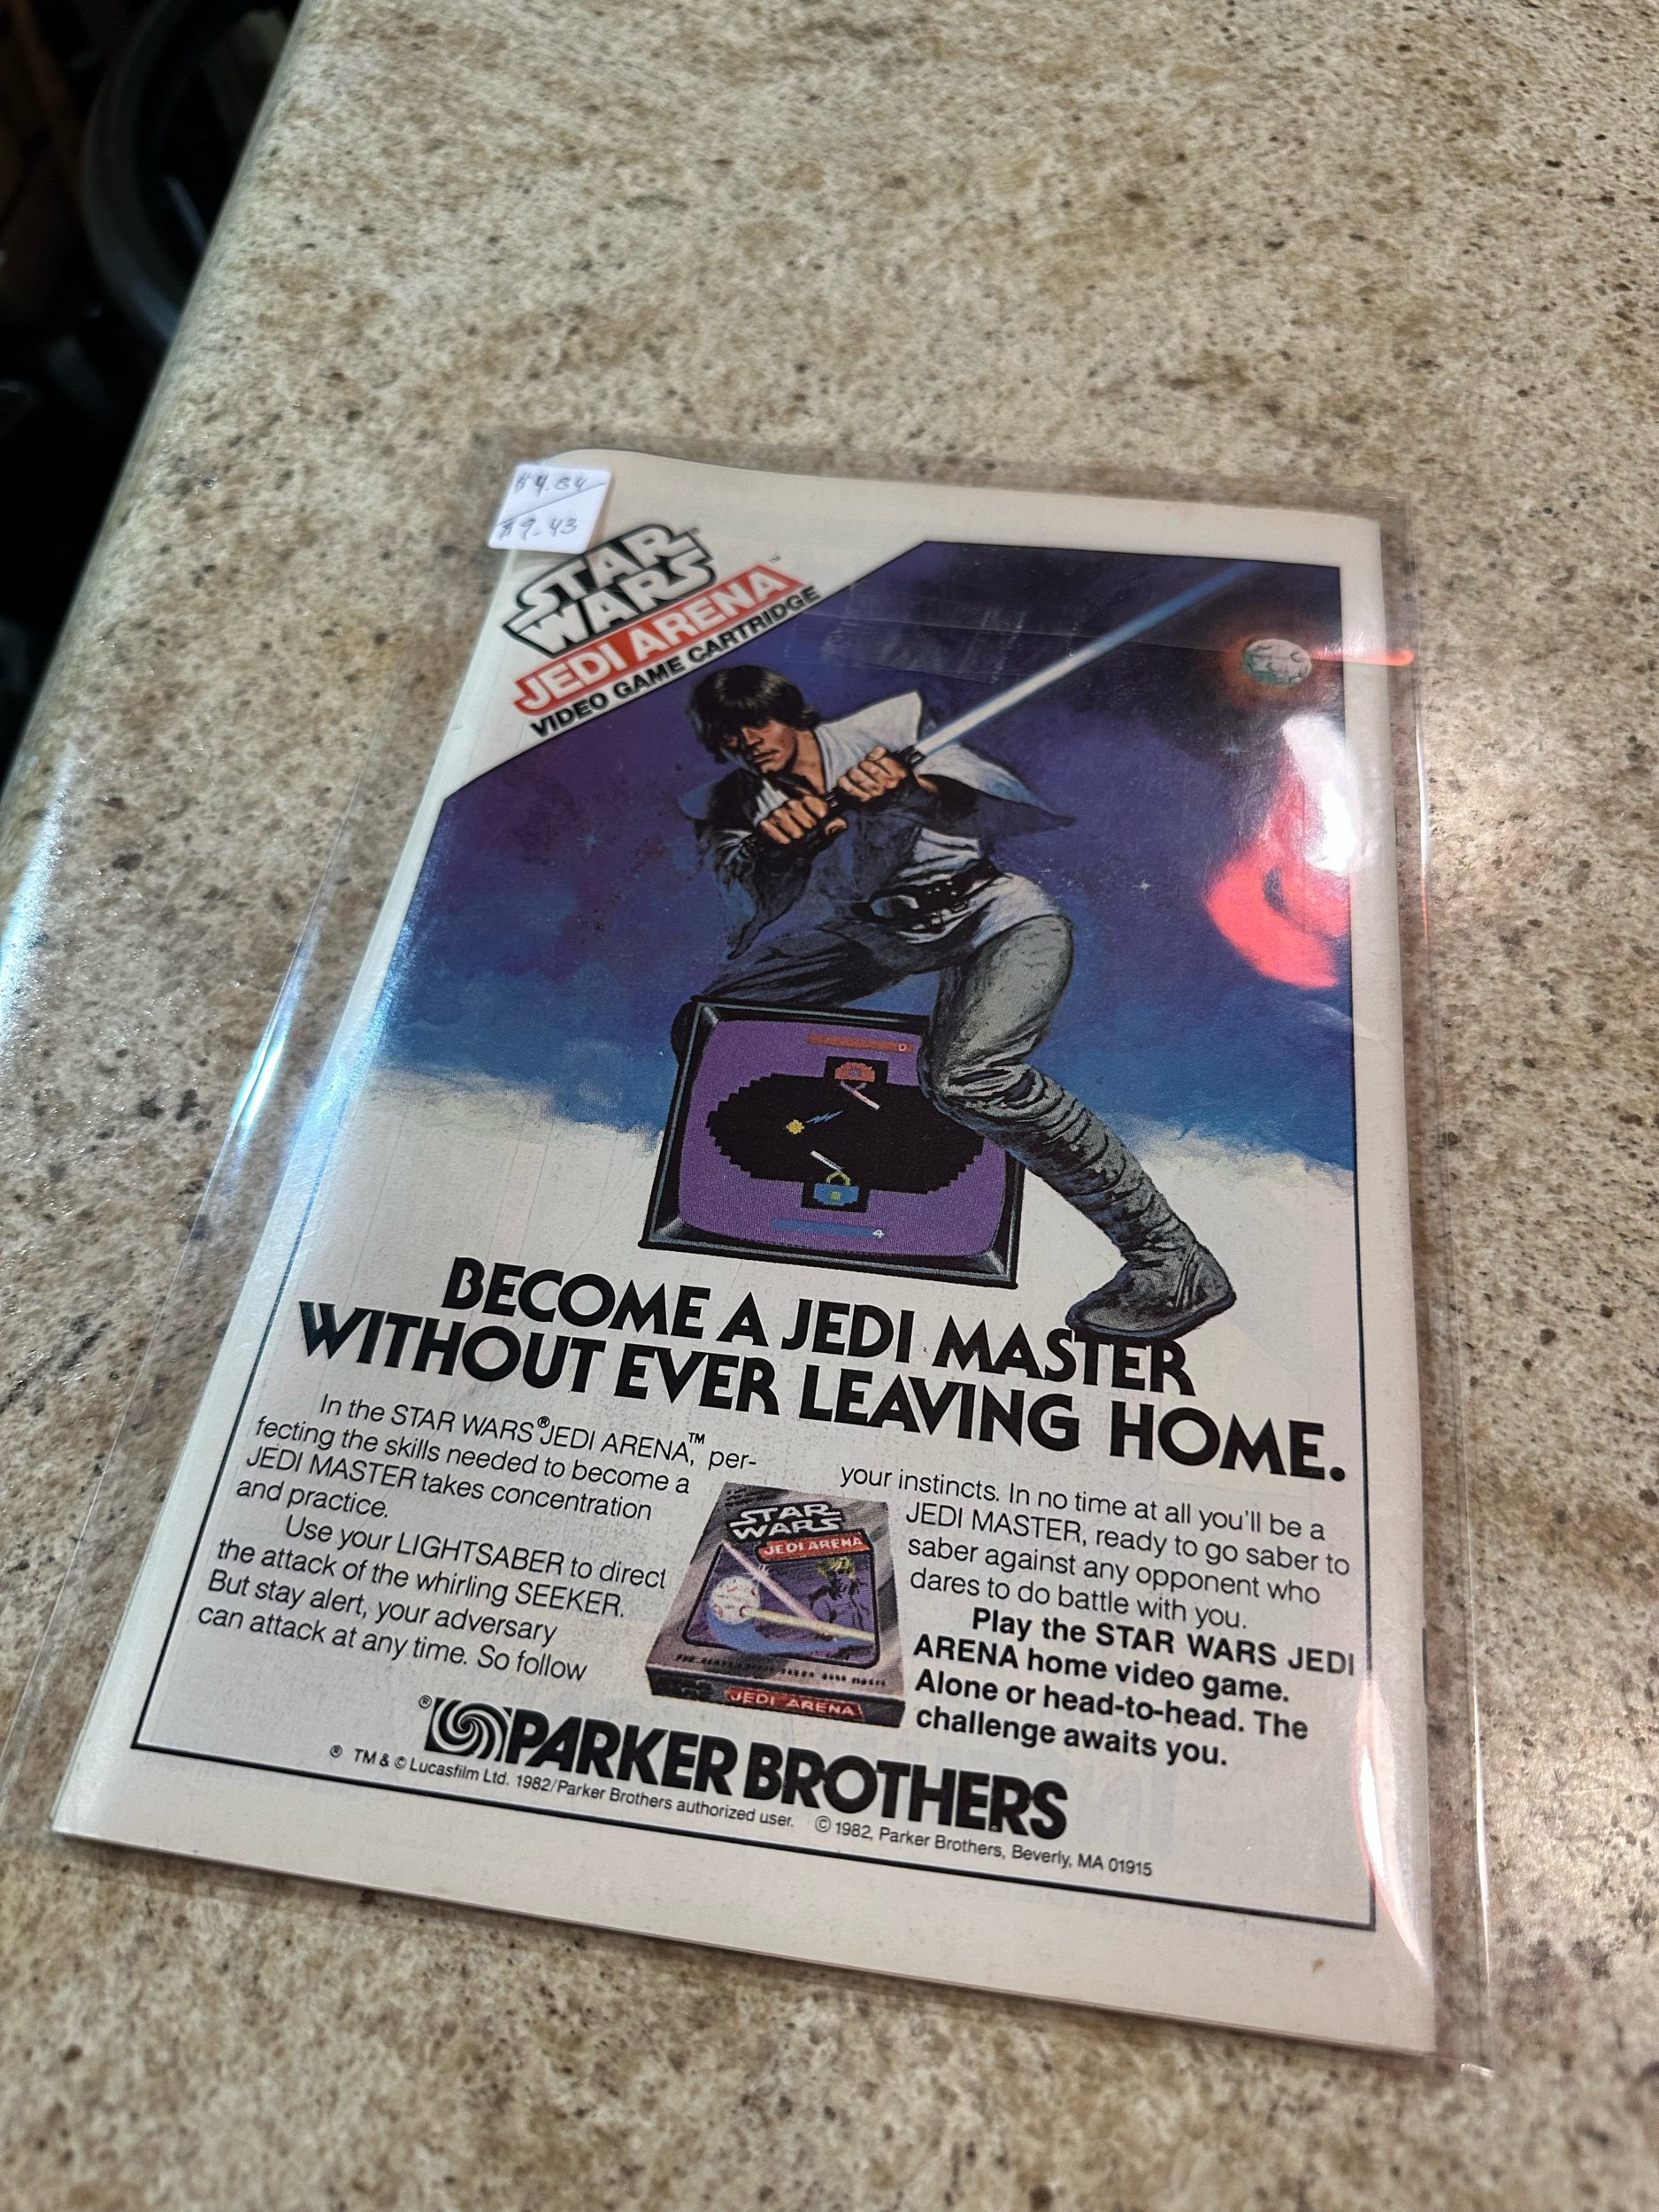 STAR
WARS™
JEDI ARENA™
VIDEO GAME CARTRIDGE
0
4
BECOME A JEDI MASTER
WITHOUT EVER LEAVING HOME.
In the STAR WARS® JEDI ARENA,™ per-
fecting the skills needed to become a
JEDI MASTER takes concentration
and practice.
Use your LIGHTSABER to direct
the attack of the whirling SEEKER.
But stay alert, your adversary
can attack at any time. So follow
STAR
WARS
JEDI ARENA
JEDI ARENA
your instincts. In no time at all you'll be a
JEDI MASTER, ready to go saber to
saber against any opponent who
dares to do battle with you.
Play the STAR WARS JEDI
ARENA home video game.
Alone or head-to-head. The
challenge awaits you.
® PARKER BROTHERS
® TM & © Lucasfilm Ltd. 1982/Parker Brothers authorized user. © 1982, Parker Brothers, Beverly, MA 01915